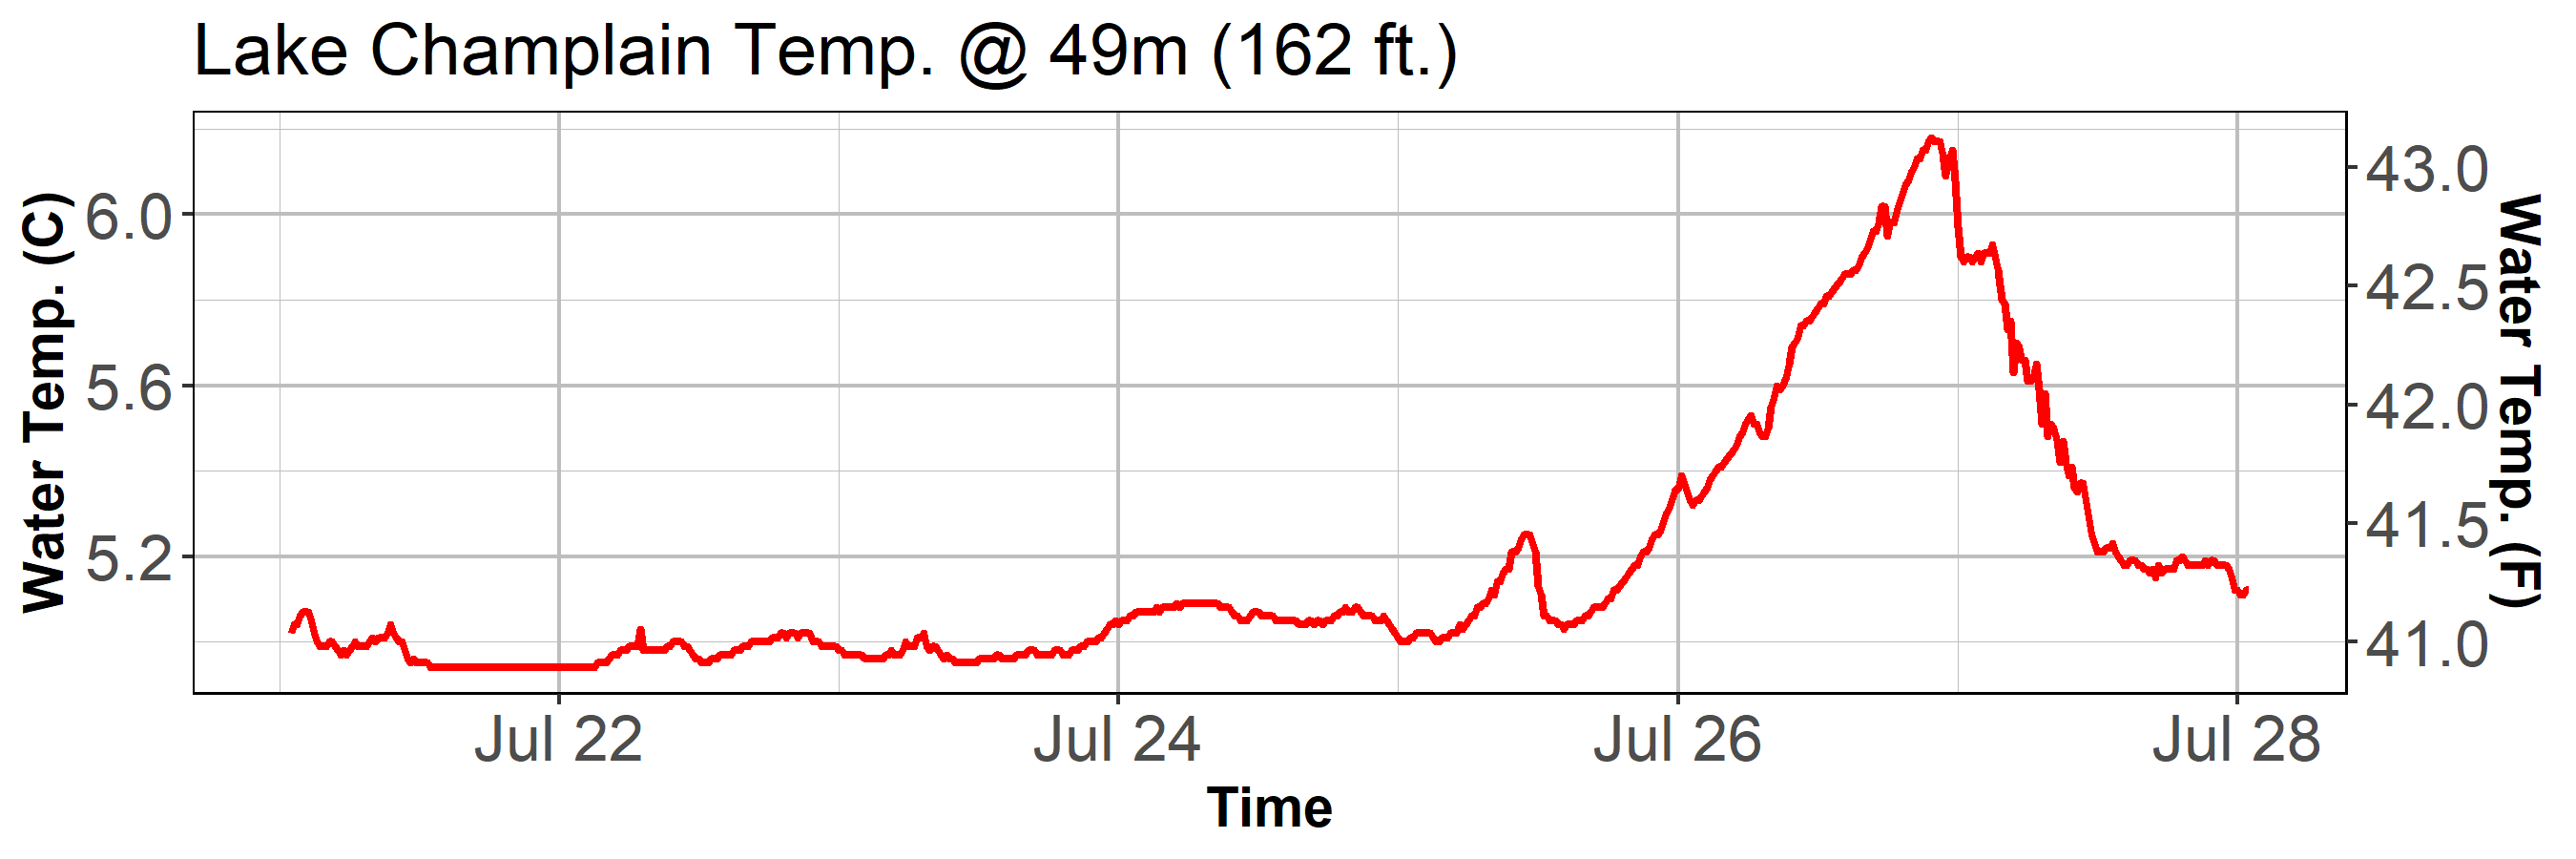 Lake Champlain Temp. @ 49m (162 ft.)
Water Temp. (C)
6.0
5.6
5.2
43.0
42.5
42.0
41.5
41.0
Water Temp. (F)
Jul 22 Jul 24 Jul 26 Jul 28
Time